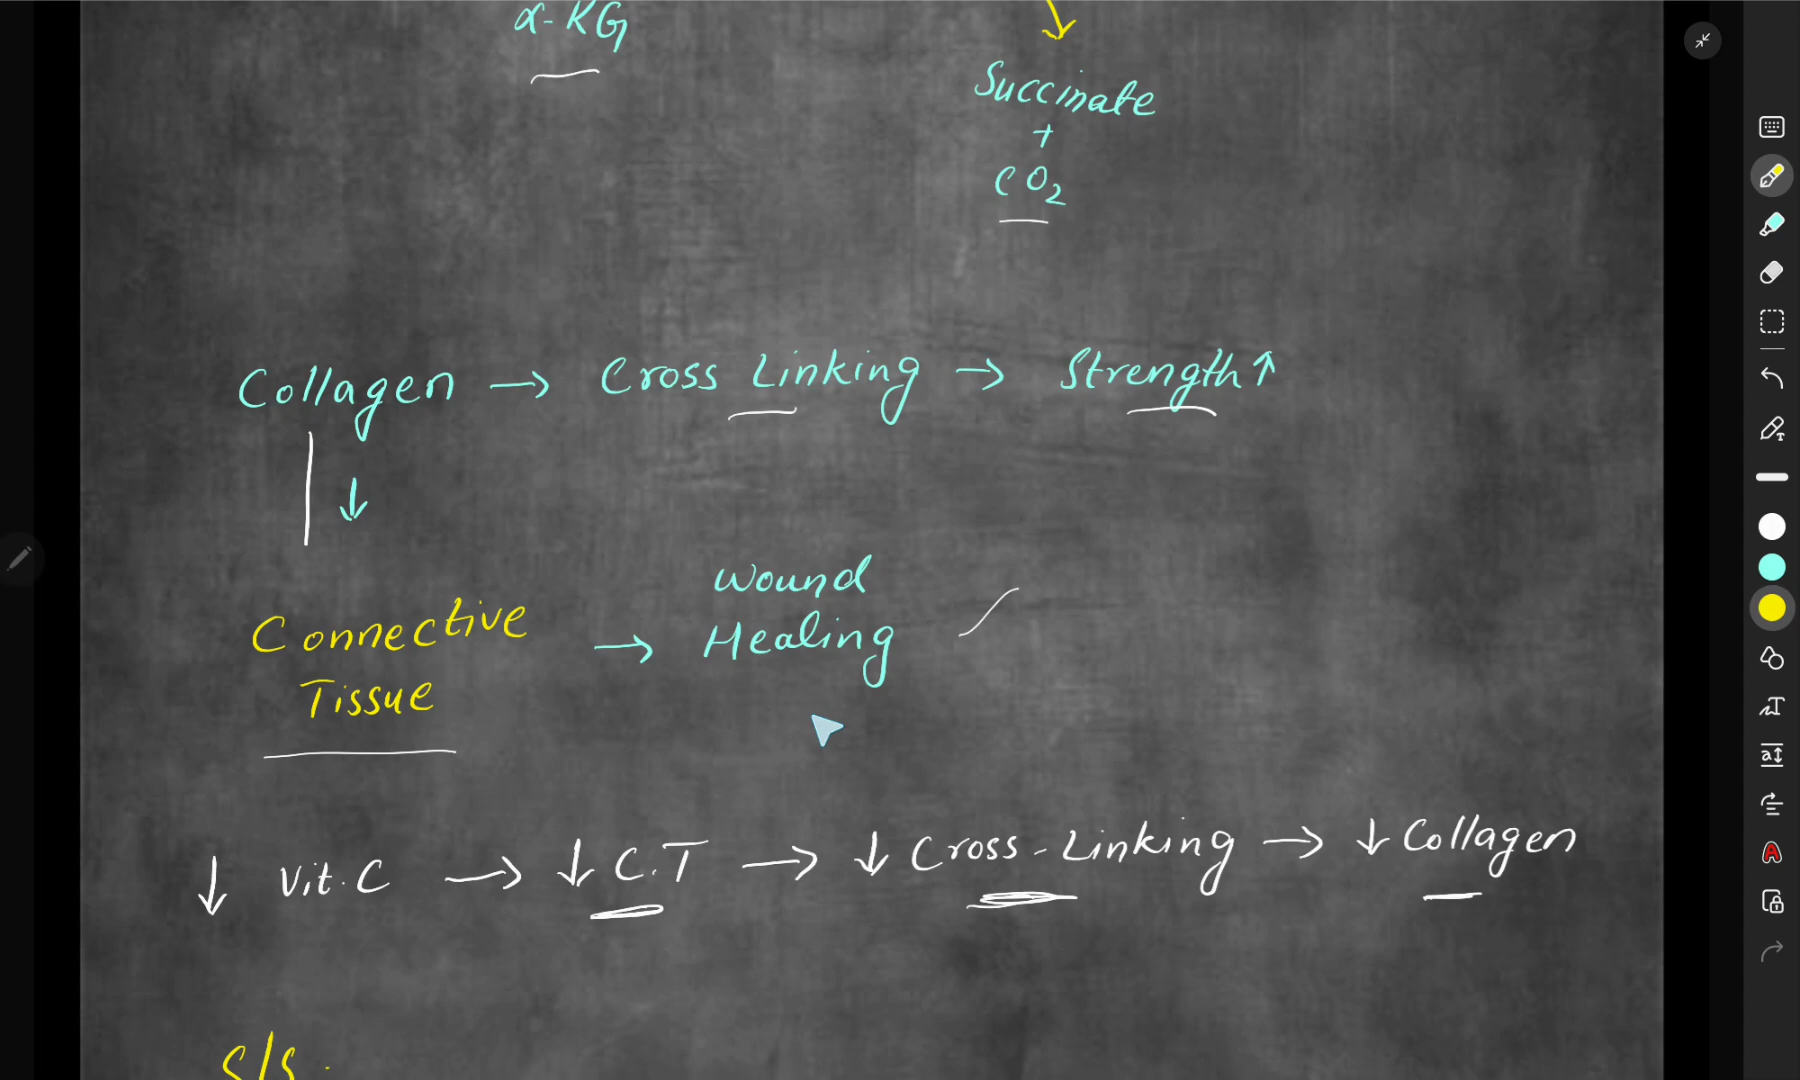 α-KG
Succinate
+
CO₂
Collagen → Cross Linking → Strength↑
↓
Connective
Tissue
→ Wound
Healing
↓ Vit.C → ↓ C.T → ↓ Cross-Linking → ↓ Collagen
S/S.